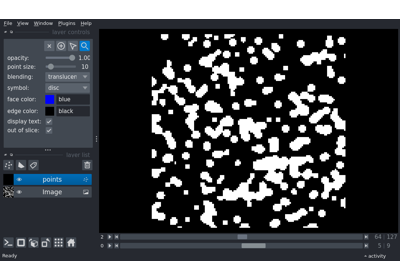 File View Window Plugins Help
layer controls
opacity: 1.00
point size: 10
blending: translucen
symbol: disc
face color: blue
edge color: black
display text:
out of slice:
layer list
points
Image
2 64 127
0 5 9
Ready activity